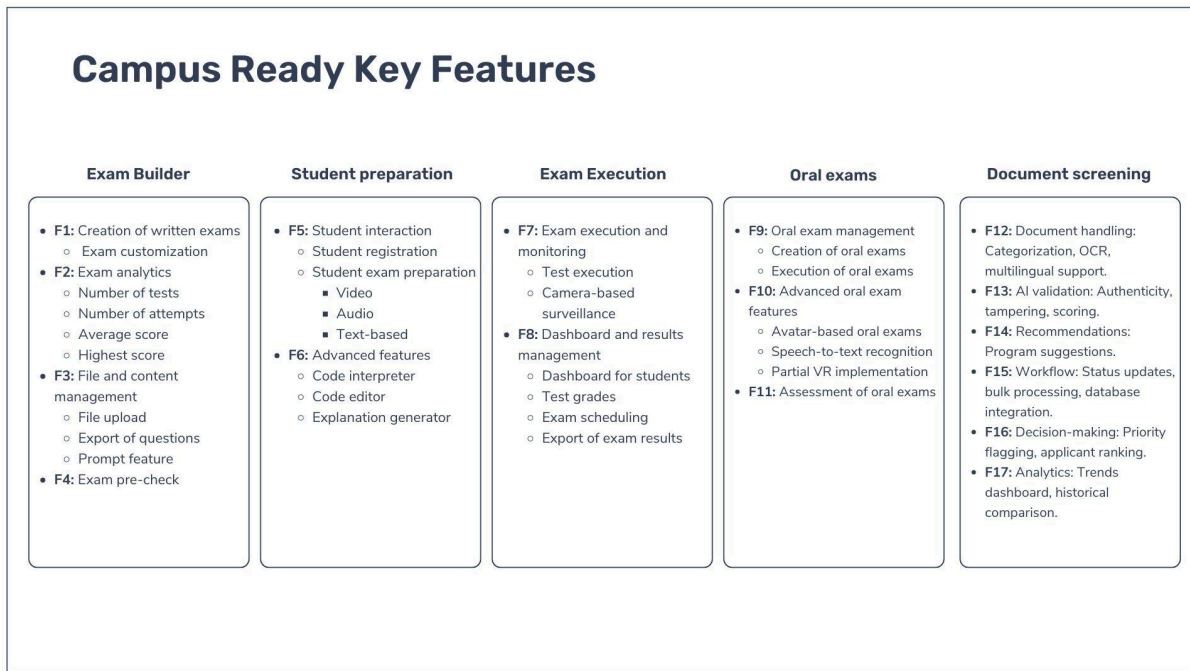 Campus Ready Key Features
Exam Builder
F1: Creation of written exams
Exam customization
F2: Exam analytics
Number of tests
Number of attempts
Average score
Highest score
F3: File and content
management
File upload
Export of questions
Prompt feature
F4: Exam pre-check
Student preparation
F5: Student interaction
Student registration
Student exam preparation
Video
Audio
Text-based
F6: Advanced features
Code interpreter
Code editor
Explanation generator
Exam Execution
F7: Exam execution and
monitoring
Test execution
Camera-based
surveillance
F8: Dashboard and results
management
Dashboard for students
Test grades
Exam scheduling
Export of exam results
Oral exams
F9: Oral exam management
Creation of oral exams
Execution of oral exams
F10: Advanced oral exam
features
Avatar-based oral exams
Speech-to-text recognition
Partial VR implementation
F11: Assessment of oral exams
Document screening
F12: Document handling:
Categorization, OCR,
multilingual support.
F13: AI validation: Authenticity,
tampering, scoring.
F14: Recommendations:
Program suggestions.
F15: Workflow: Status updates,
bulk processing, database
integration.
F16: Decision-making: Priority
flagging, applicant ranking.
F17: Analytics: Trends
dashboard, historical
comparison.